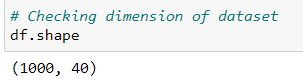 # Checking dimension of dataset
df.shape
(1000, 40)